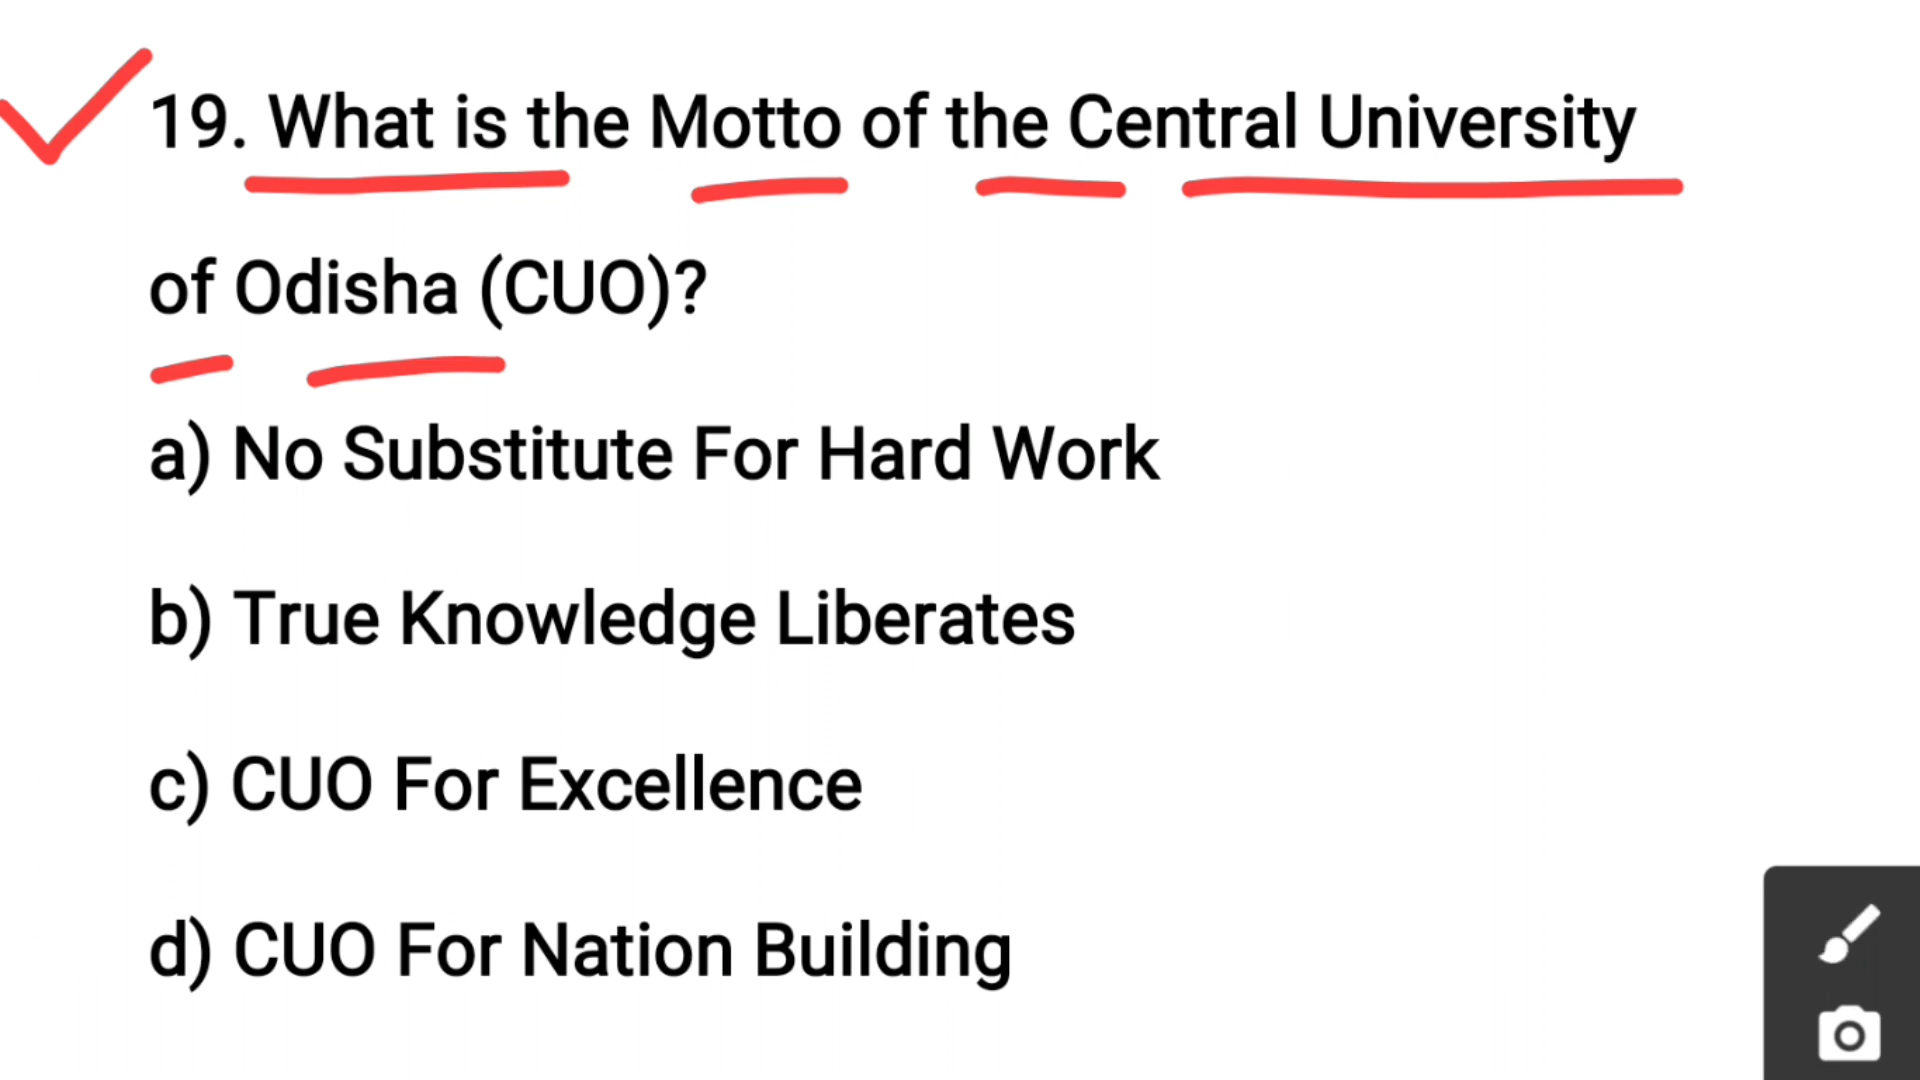 19. What is the Motto of the Central University
of Odisha (CUO)?
a) No Substitute For Hard Work
b) True Knowledge Liberates
c) CUO For Excellence
d) CUO For Nation Building